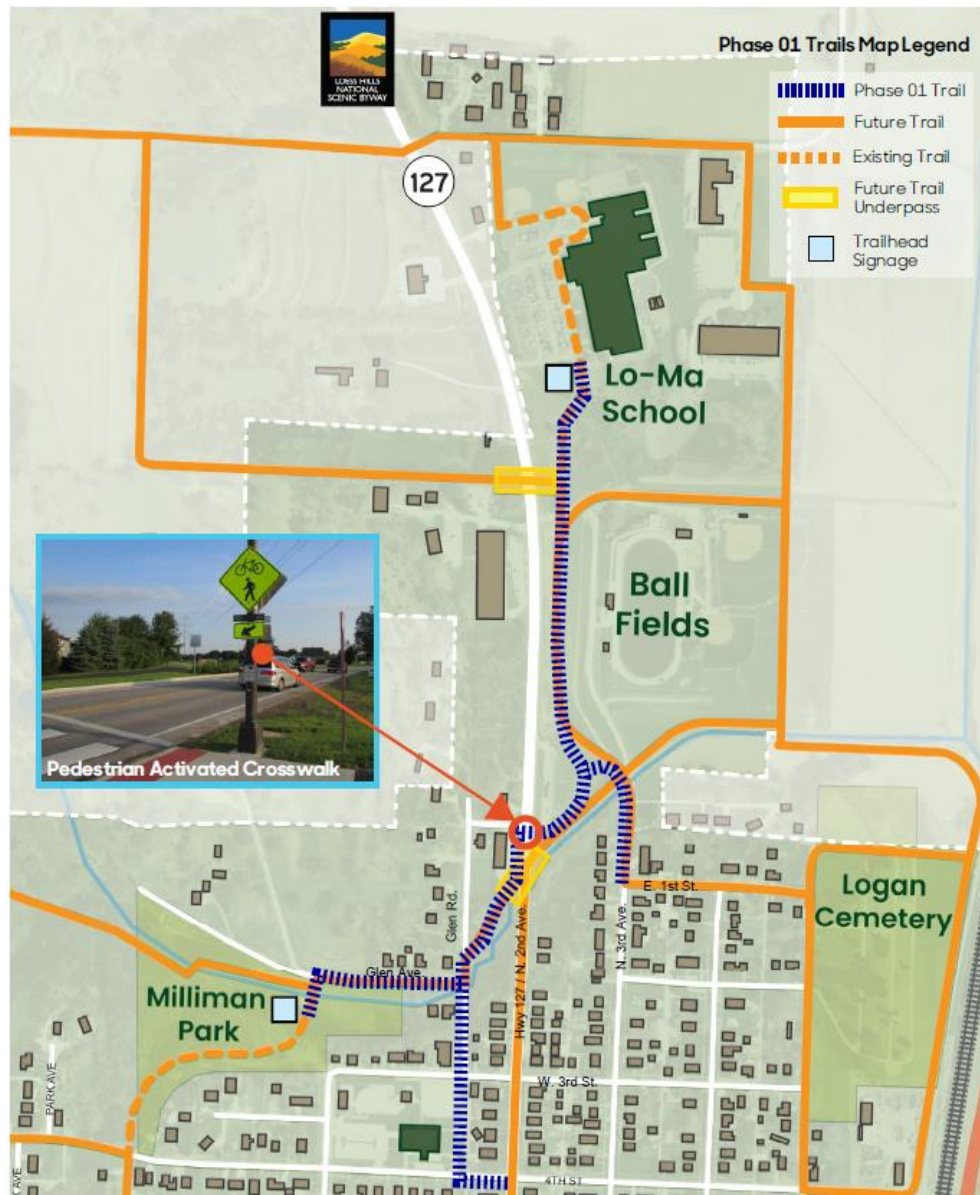 LOESS HILLS
NATIONAL
SCENIC BYWAY
Phase 01 Trails Map Legend
Phase 01 Trail
Future Trail
Existing Trail
Future Trail
Underpass
Trailhead
Signage
127
Lo-Ma
School
Ball
Fields
Pedestrian Activated Crosswalk
Glen Rd.
Hwy 127 / N. 2nd Ave.
N. 3rd Ave.
E. 1st St.
Logan
Cemetery
Glen Ave.
Milliman
Park
W. 3rd St.
PARK AVE
AVE
4TH ST